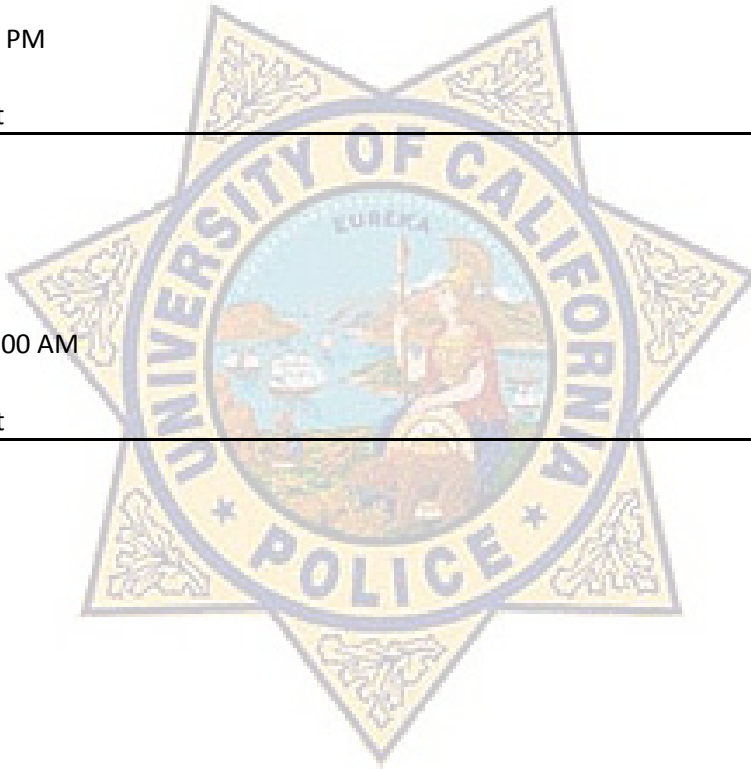 PM
t
UNIVERSITY OF CALIFORNIA
EUREKA
:00 AM
t
POLICE